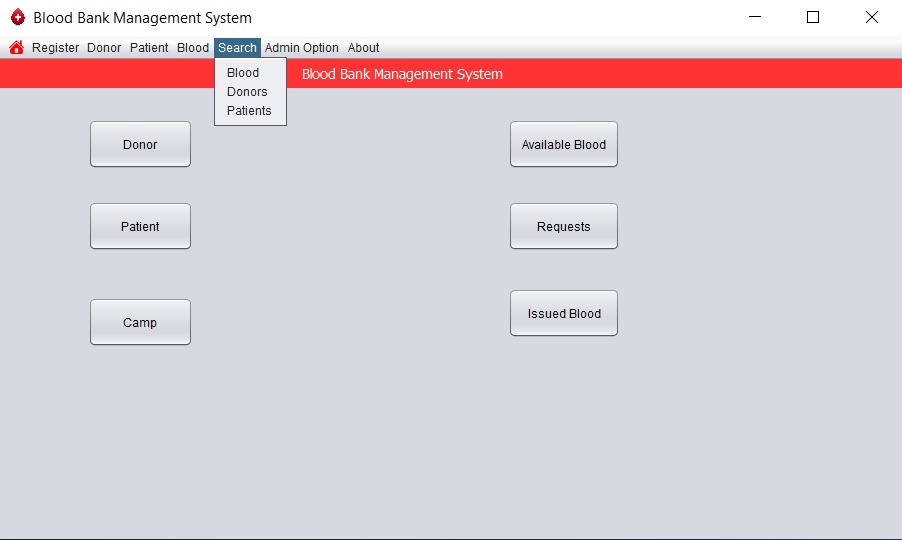 Blood Bank Management System
Register Donor Patient Blood Search Admin Option About
Blood Bank Management System
Blood
Donors
Patients
Donor
Available Blood
Patient
Requests
Camp
Issued Blood